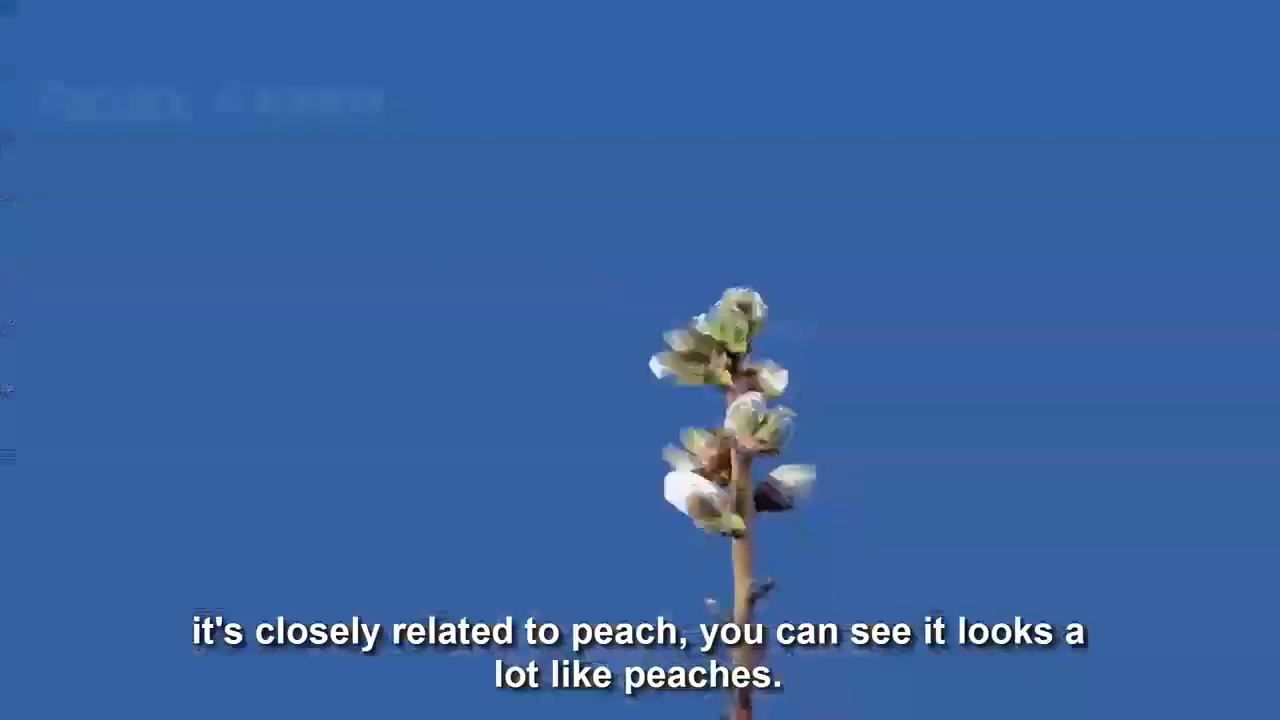 it's closely related to peach, you can see it looks a
lot like peaches.